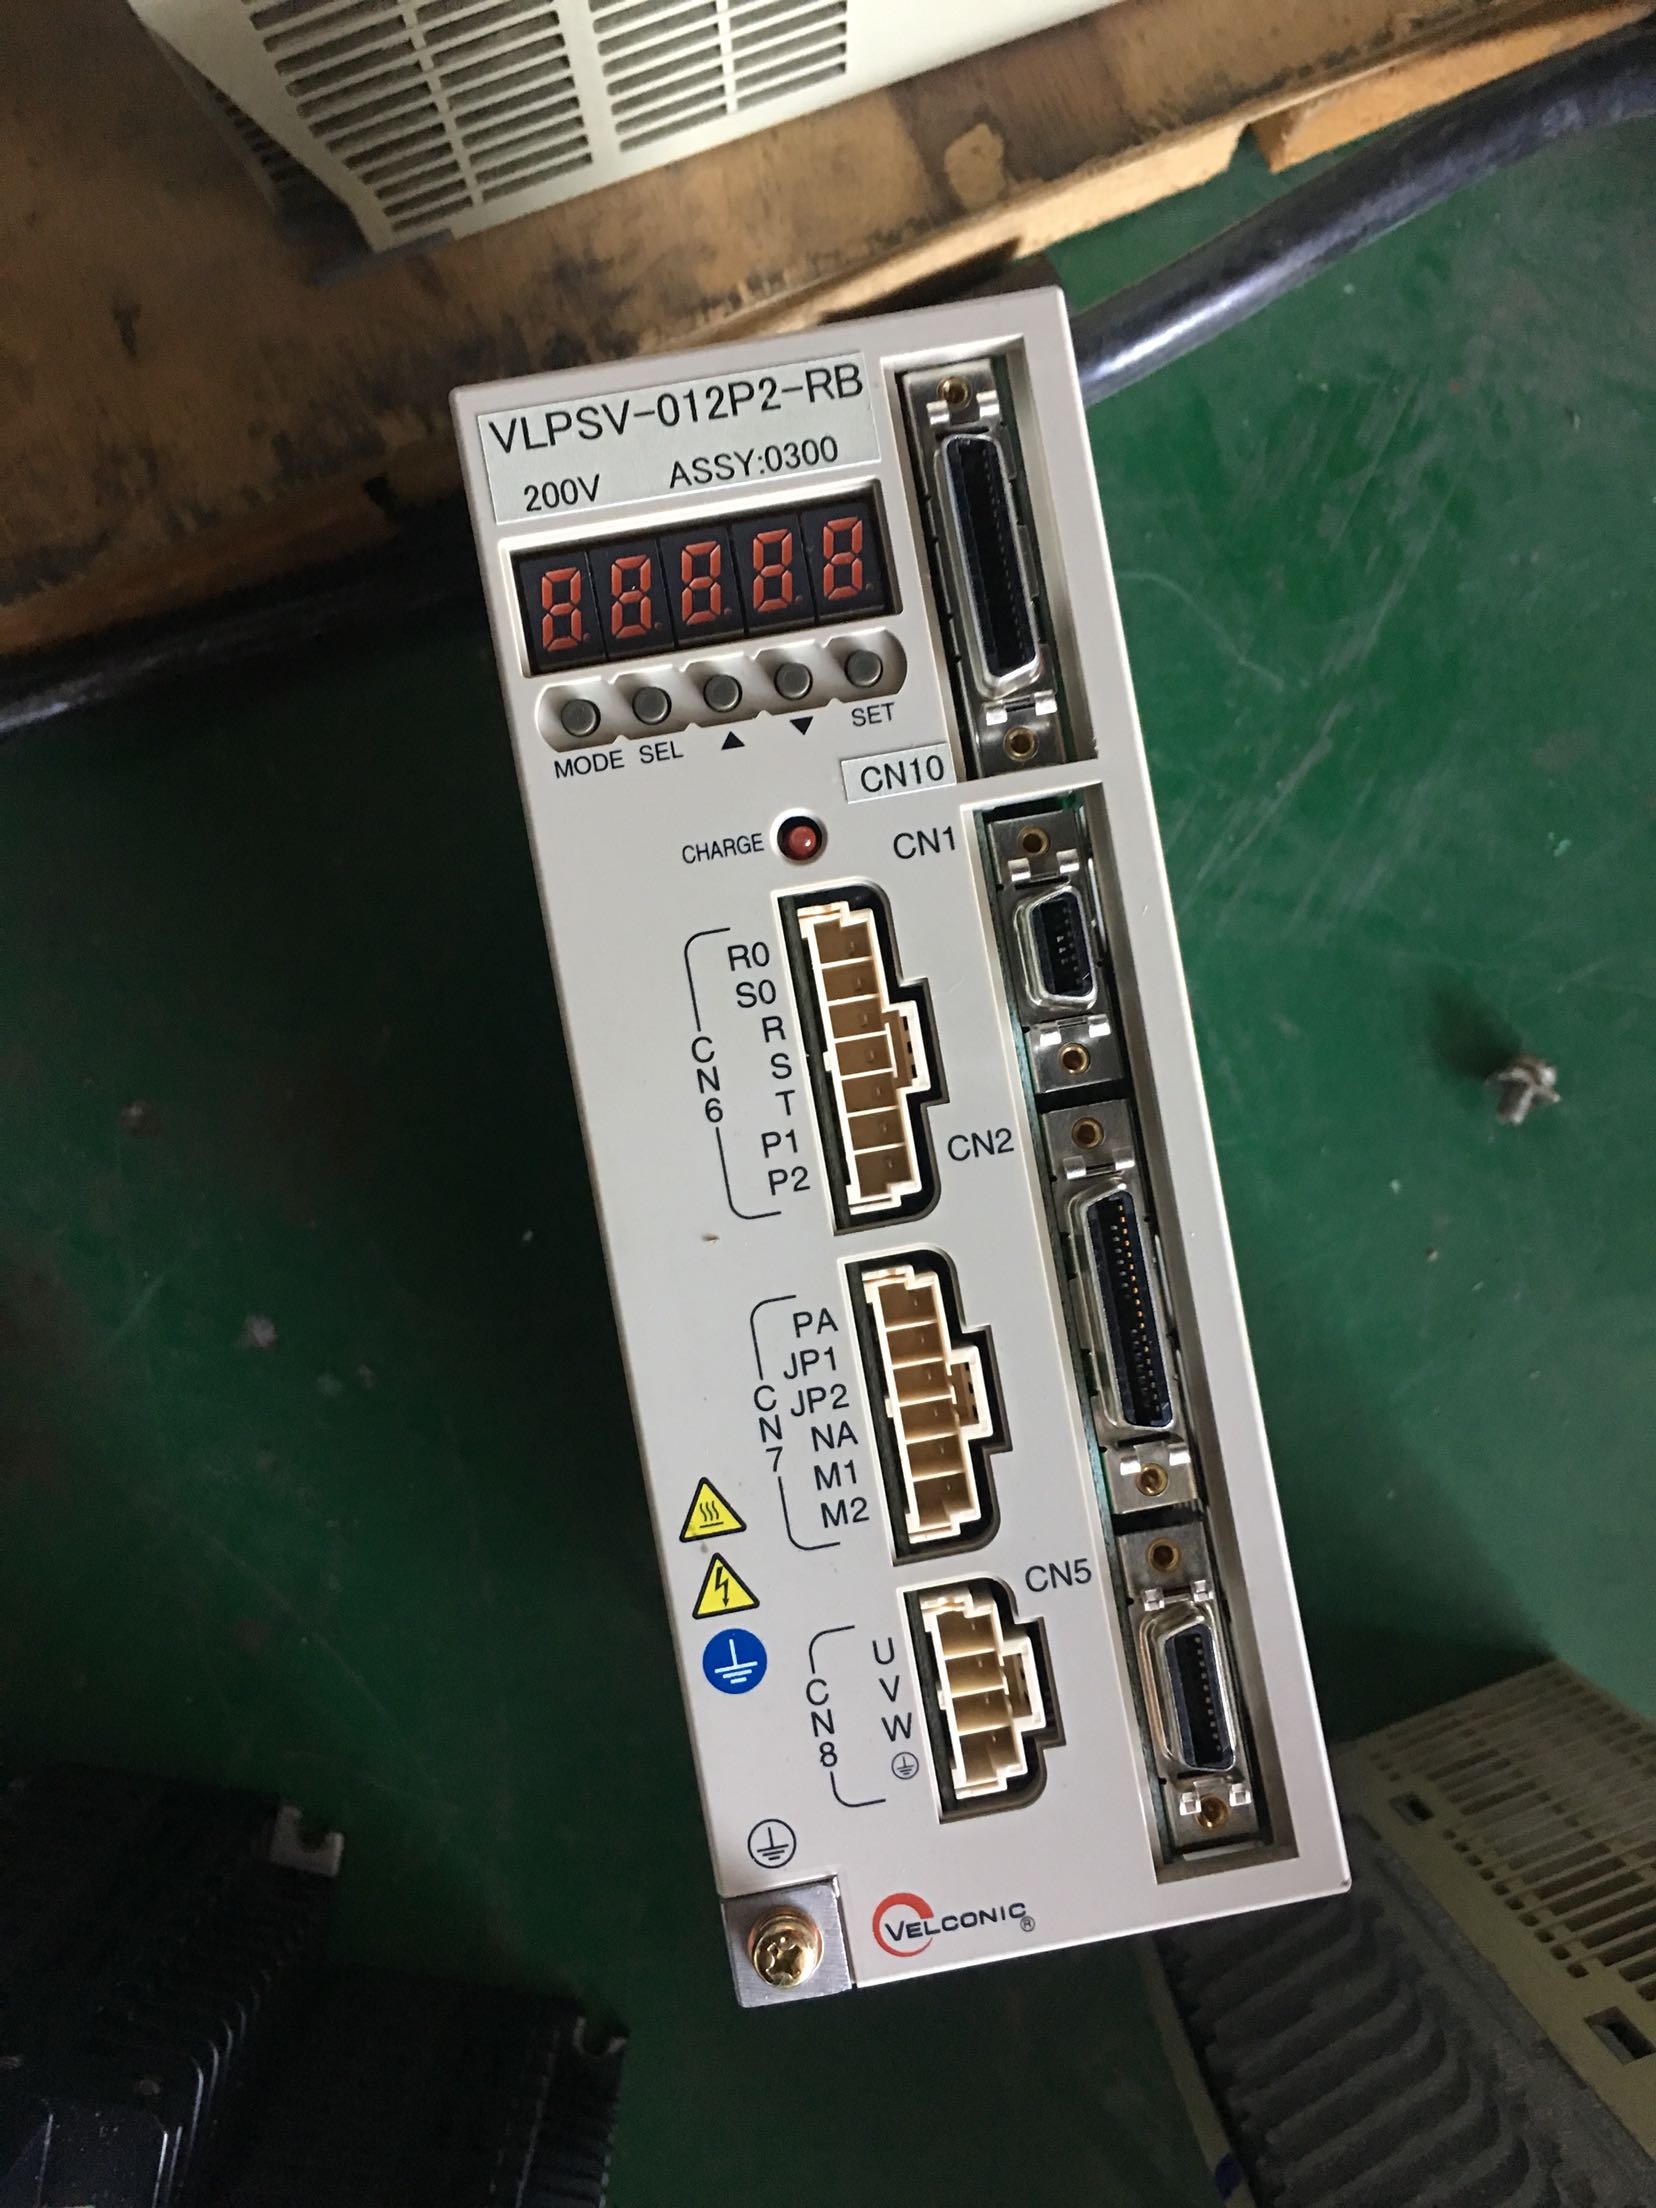 VLPSV-012P2-RB
200V ASSY:0300
88888
MODE SEL ▲ ▼ SET
CN10
CHARGE
CN1
CN6
R0
S0
R
S
T
P1
P2
CN2
CN7
PA
JP1
JP2
NA
M1
M2
CN5
CN8
U
V
W
VELCONIC®